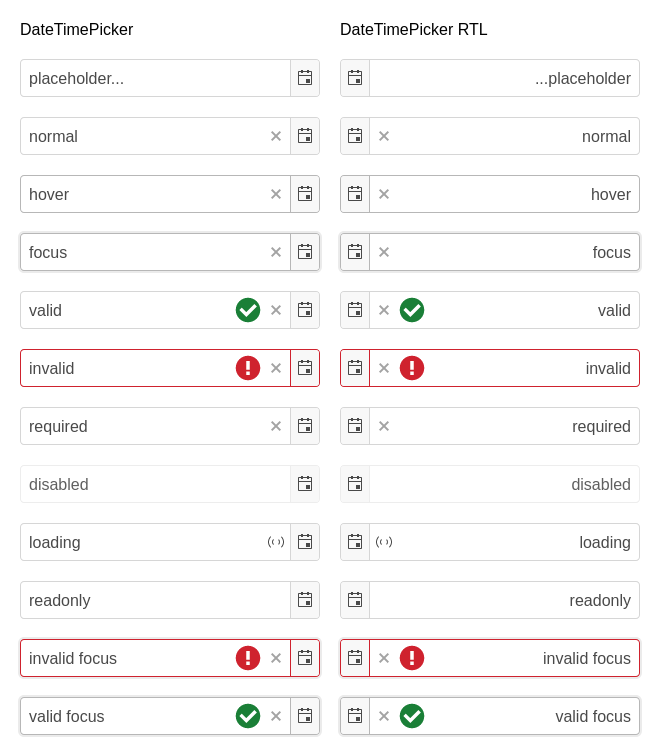 DateTimePicker
placeholder...
normal
hover
focus
valid
invalid
required
disabled
loading
readonly
invalid focus
valid focus
DateTimePicker RTL
...placeholder
normal
hover
focus
valid
invalid
required
disabled
loading
readonly
invalid focus
valid focus